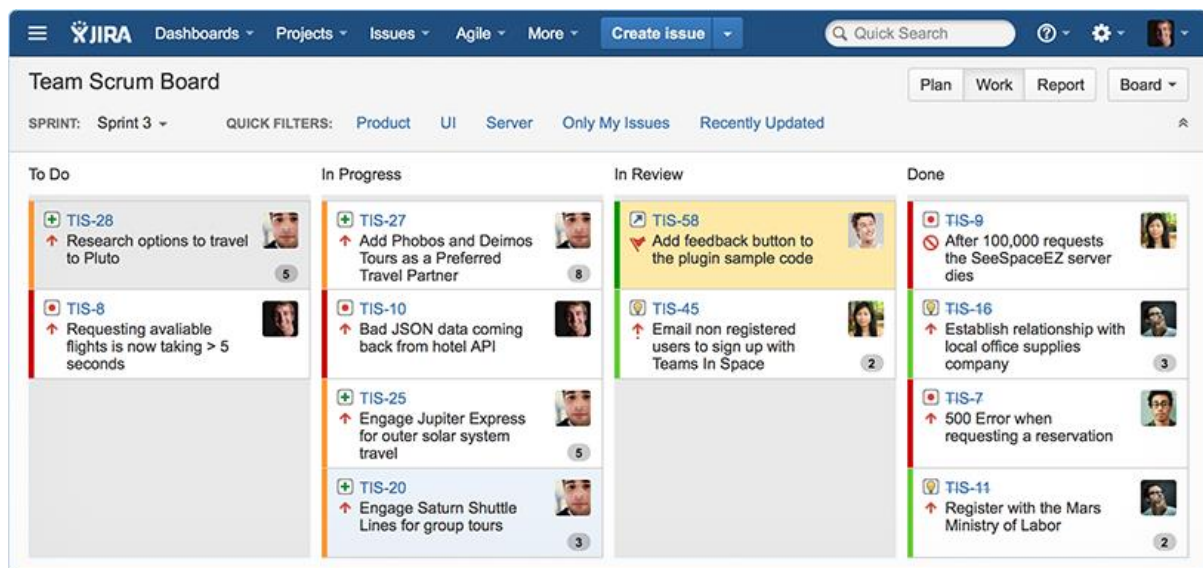 JIRA Dashboards Projects Issues Agile More Create issue Quick Search
Team Scrum Board
Plan Work Report Board
SPRINT: Sprint 3 QUICK FILTERS: Product UI Server Only My Issues Recently Updated
To Do
TIS-28
Research options to travel
to Pluto
5
TIS-8
Requesting avaliable
flights is now taking > 5
seconds
In Progress
TIS-27
Add Phobos and Deimos
Tours as a Preferred
Travel Partner
8
TIS-10
Bad JSON data coming
back from hotel API
TIS-25
Engage Jupiter Express
for outer solar system
travel
5
TIS-20
Engage Saturn Shuttle
Lines for group tours
3
In Review
TIS-58
Add feedback button to
the plugin sample code
TIS-45
Email non registered
users to sign up with
Teams In Space
2
Done
TIS-9
After 100,000 requests
the SeeSpaceEZ server
dies
TIS-16
Establish relationship with
local office supplies
company
3
TIS-7
500 Error when
requesting a reservation
TIS-11
Register with the Mars
Ministry of Labor
2